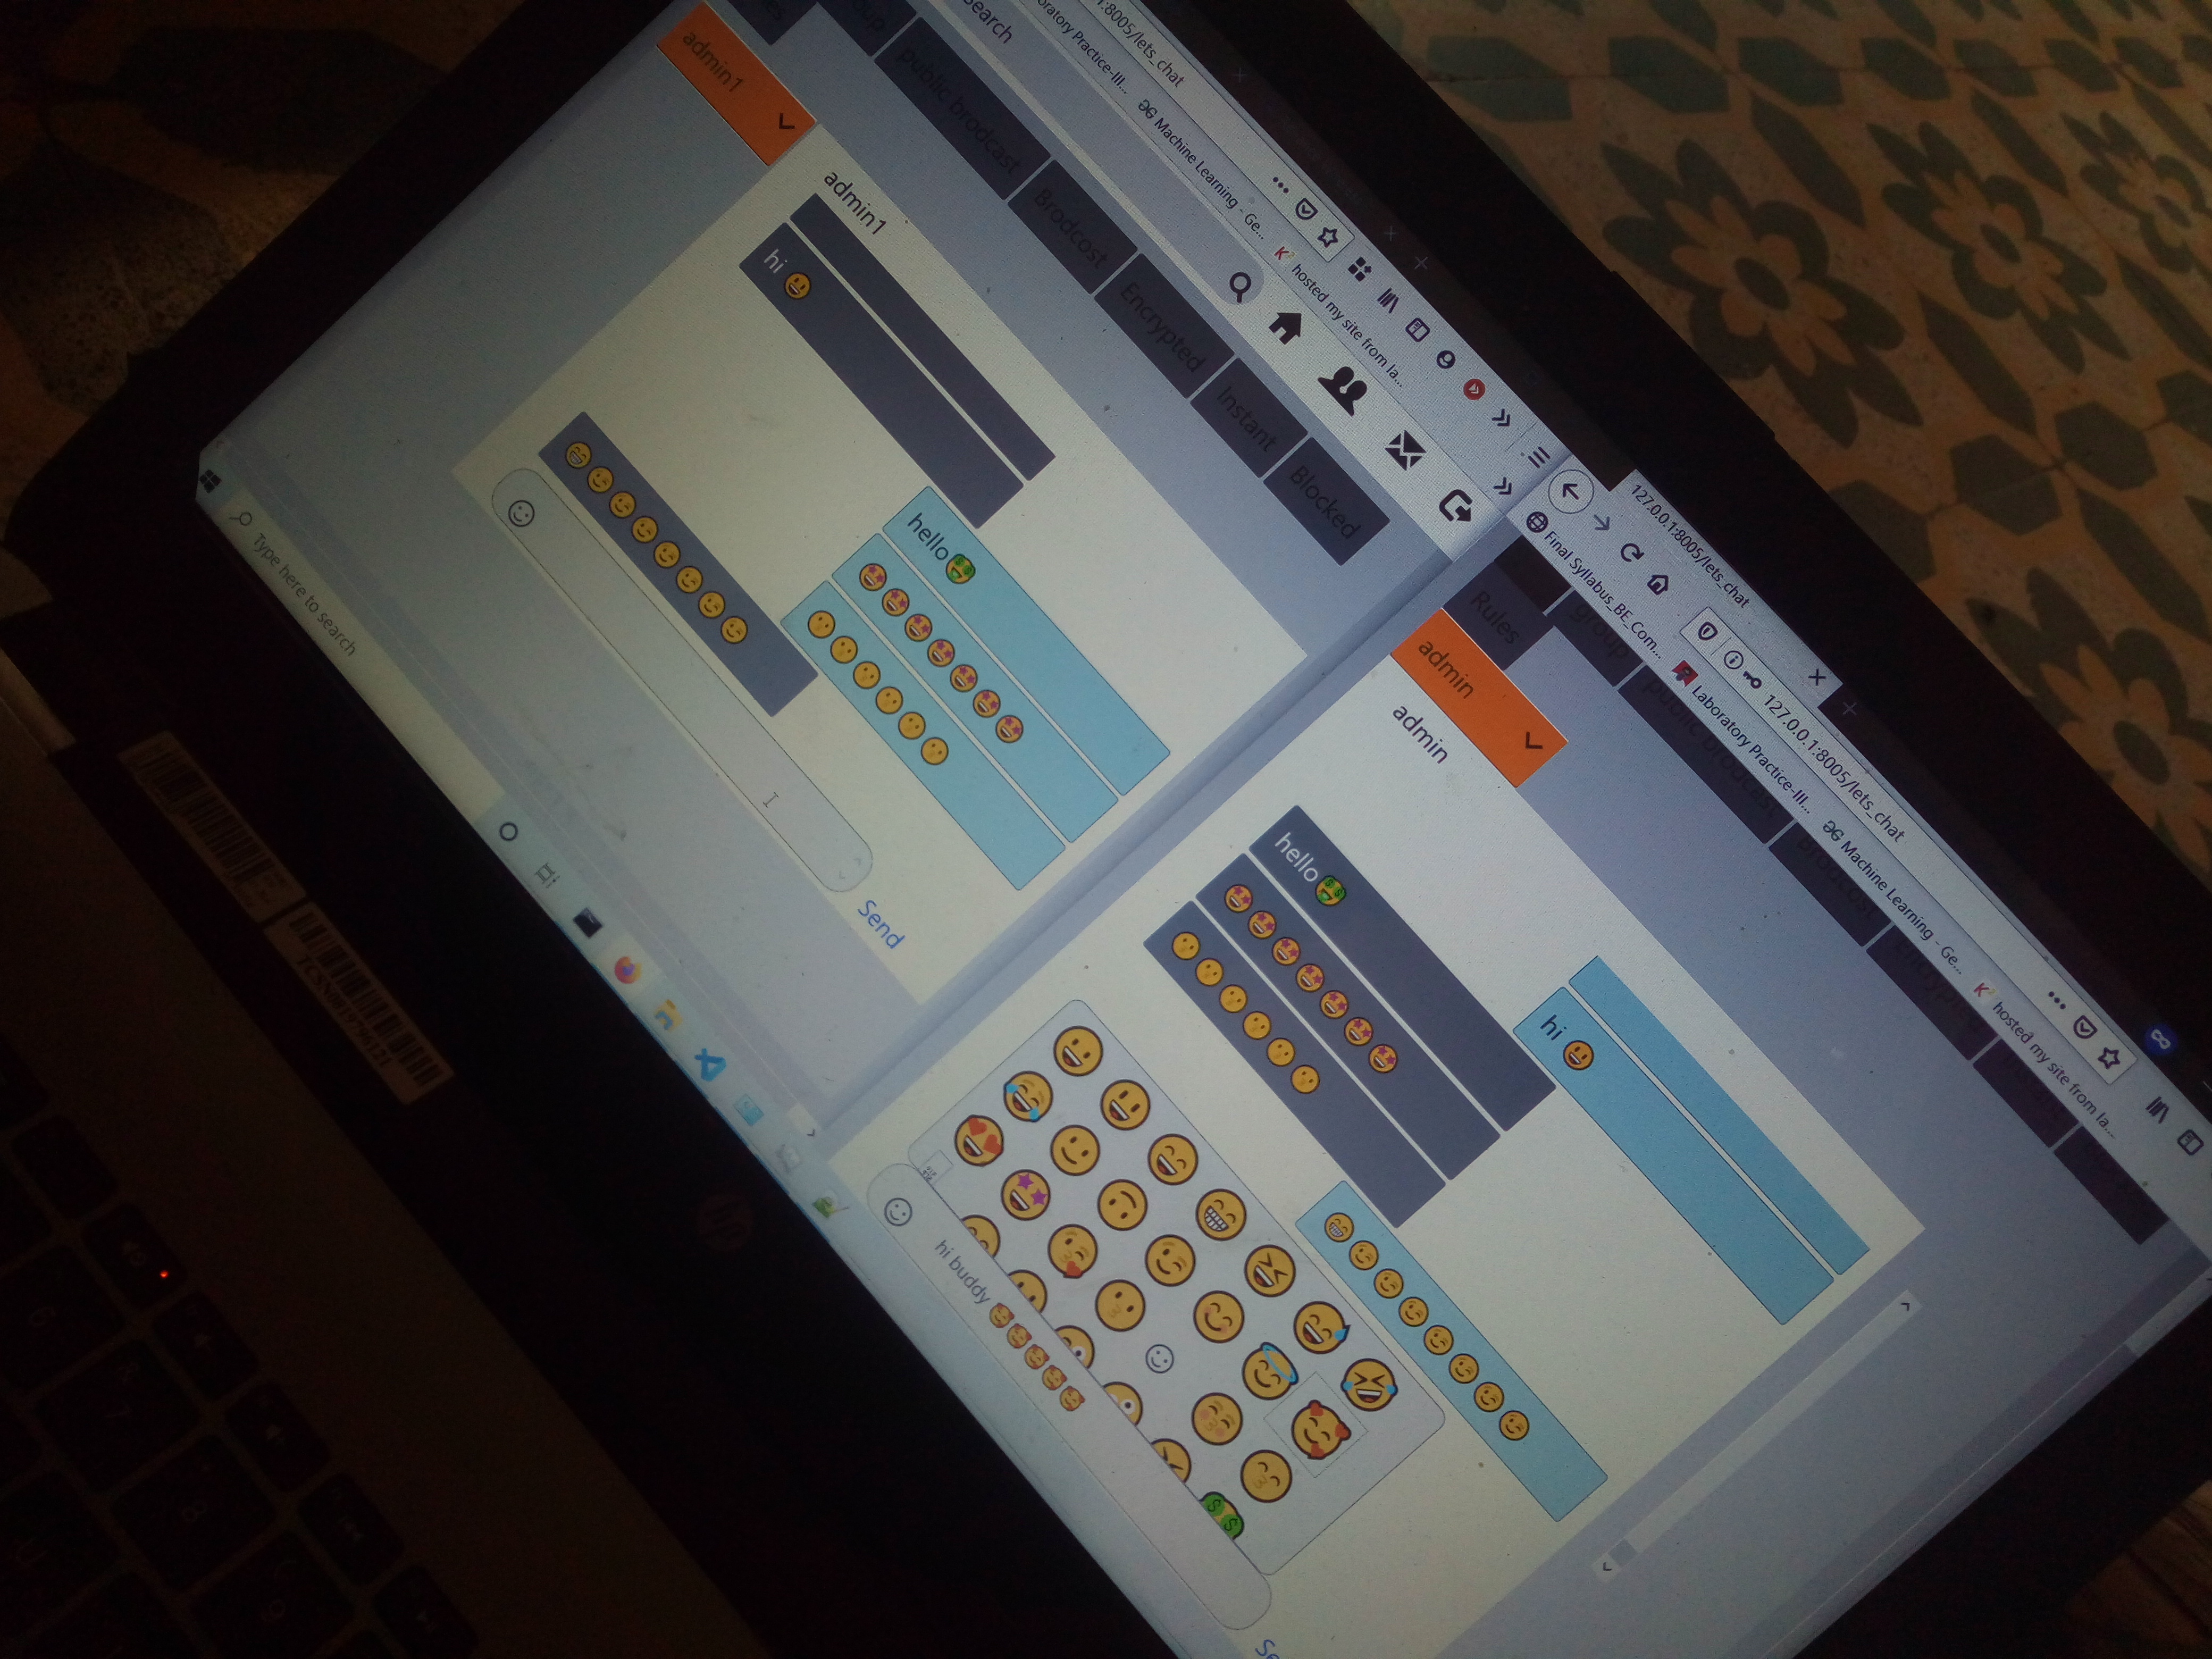 :8005/lets_chat
oratory Practice-III... Machine Learning - Ge... hosted my site from la...
Search
public brodcast Brodcost Encrypted Instant Blocked
admin1
admin1
hi 😃
hello 🤑
🤩🤩🤩🤩🤩🤩🤩
😗😗😗😗😗😗
😁😉😉😉😉😉😉😉
Send
Type here to search
127.0.0.1:8005/lets_chat
127.0.0.1:8005/lets_chat
Final Syllabus_BE_Com... Laboratory Practice-III... Machine Learning - Ge... hosted my site from la...
group public brodcast Brodcost
Rules
admin
admin
hi 😃
hello 🤑
🤩🤩🤩🤩🤩🤩🤩
😗😗😗😗😗😗
😁😉😉😉😉😉😉😉
hi buddy 🥰🥰🥰🥰🥰
Se
hp